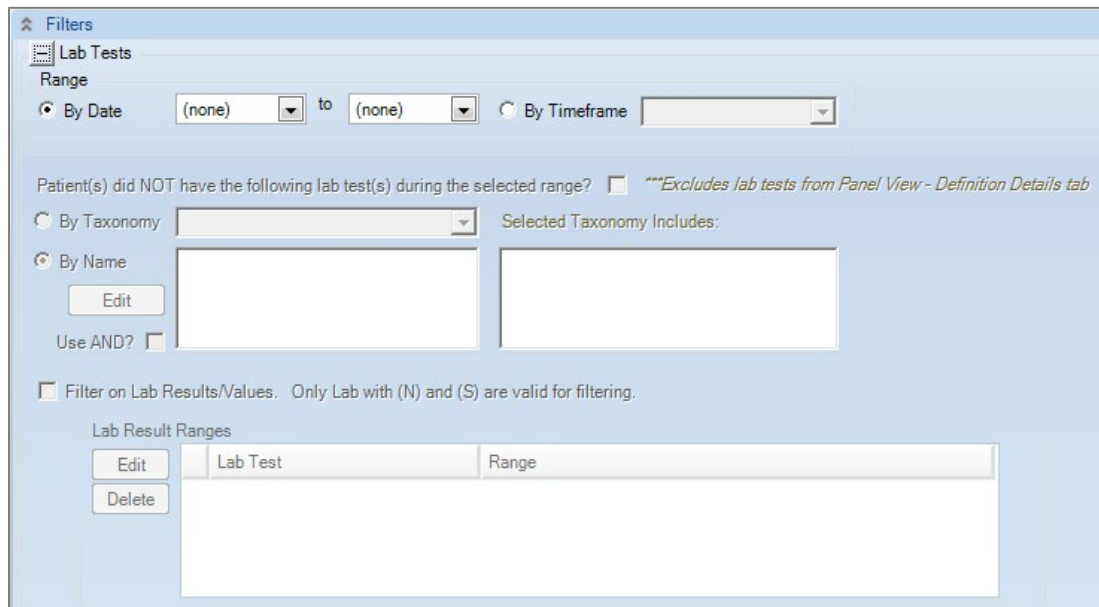 Filters
Lab Tests
Range
By Date (none) to (none) By Timeframe
Patient(s) did NOT have the following lab test(s) during the selected range? ***Excludes lab tests from Panel View - Definition Details tab
By Taxonomy Selected Taxonomy Includes:
By Name
Edit
Use AND?
Filter on Lab Results/Values. Only Lab with (N) and (S) are valid for filtering.
Lab Result Ranges
Edit Lab Test Range
Delete